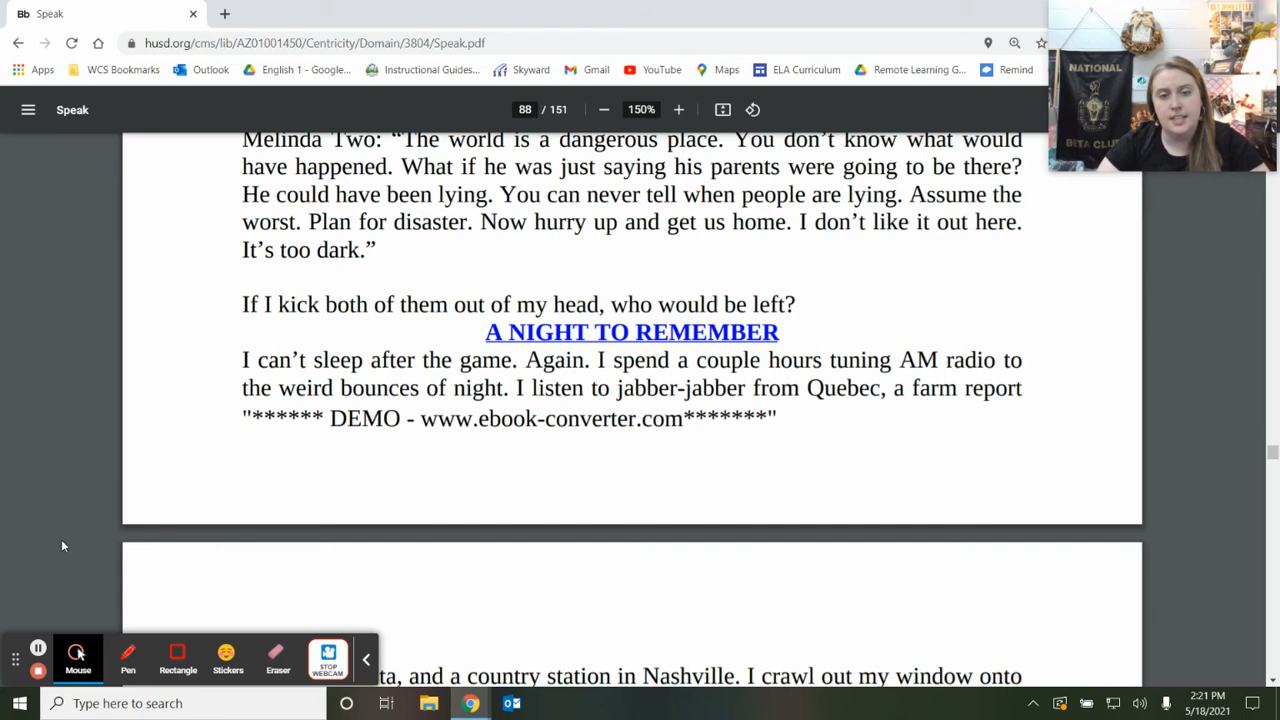 Bb Speak
husd.org/cms/lib/AZ01001450/Centricity/Domain/3804/Speak.pdf
Apps WCS Bookmarks Outlook English 1 - Google... Instructional Guides... Skyward Gmail YouTube Maps ELA Curriculum Remote Learning G... Remind
Speak 88 / 151 150%
NATIONAL
BETA CLUB
Melinda Two: “The world is a dangerous place. You don’t know what would
have happened. What if he was just saying his parents were going to be there?
He could have been lying. You can never tell when people are lying. Assume the
worst. Plan for disaster. Now hurry up and get us home. I don’t like it out here.
It’s too dark.”
If I kick both of them out of my head, who would be left?
A NIGHT TO REMEMBER
I can’t sleep after the game. Again. I spend a couple hours tuning AM radio to
the weird bounces of night. I listen to jabber-jabber from Quebec, a farm report
"****** DEMO - www.ebook-converter.com*******"
ta, and a country station in Nashville. I crawl out my window onto
Mouse Pen Rectangle Stickers Eraser STOP WEBCAM
Type here to search
2:21 PM
5/18/2021